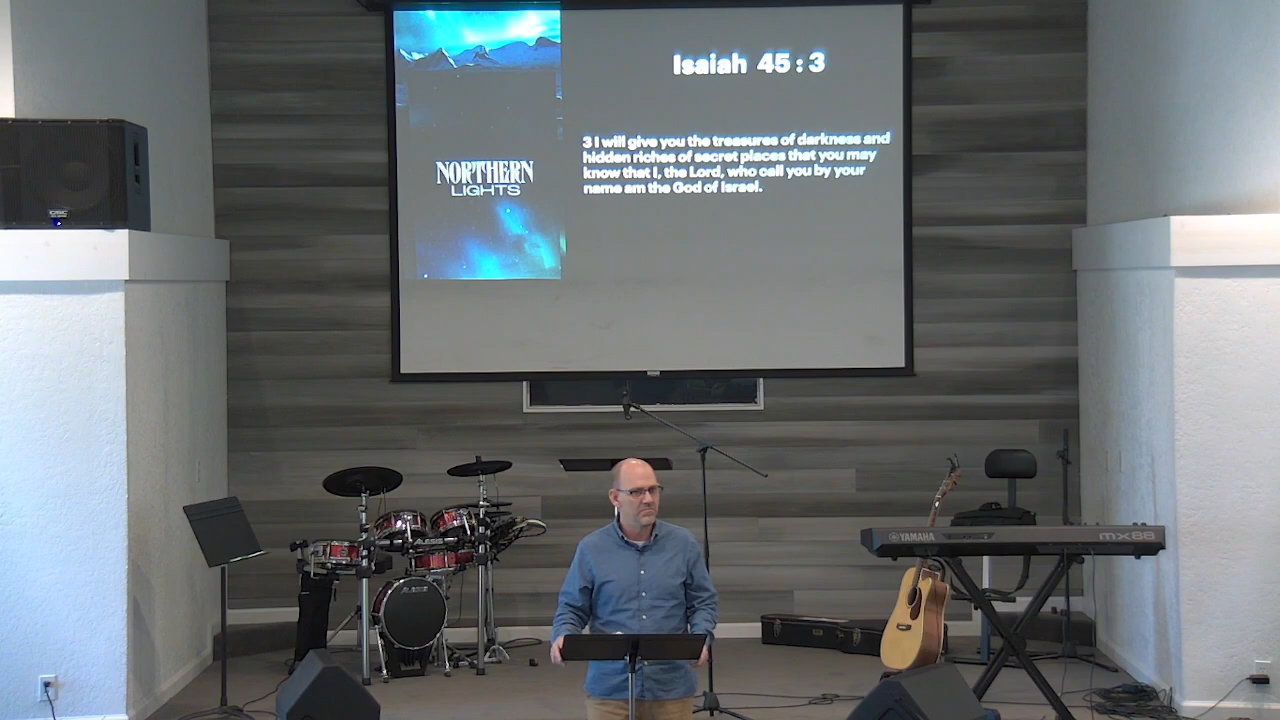 Isaiah 45:3
3 I will give you the treasures of darkness and
hidden riches of secret places that you may
know that I, the Lord, who call you by your
name am the God of Israel.
NORTHERN
LIGHTS
QSC
YAMAHA
mx88